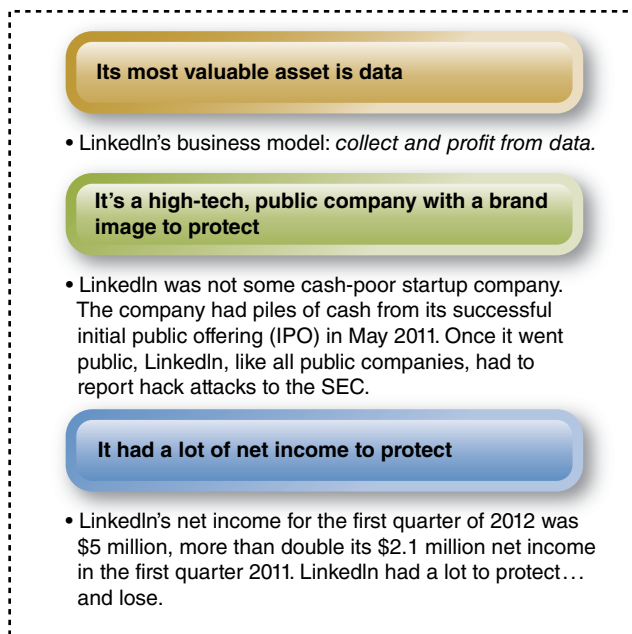 Its most valuable asset is data
• LinkedIn’s business model: collect and profit from data.
It’s a high-tech, public company with a brand
image to protect
• LinkedIn was not some cash-poor startup company.
The company had piles of cash from its successful
initial public offering (IPO) in May 2011. Once it went
public, LinkedIn, like all public companies, had to
report hack attacks to the SEC.
It had a lot of net income to protect
• LinkedIn’s net income for the first quarter of 2012 was
$5 million, more than double its $2.1 million net income
in the first quarter 2011. LinkedIn had a lot to protect…
and lose.